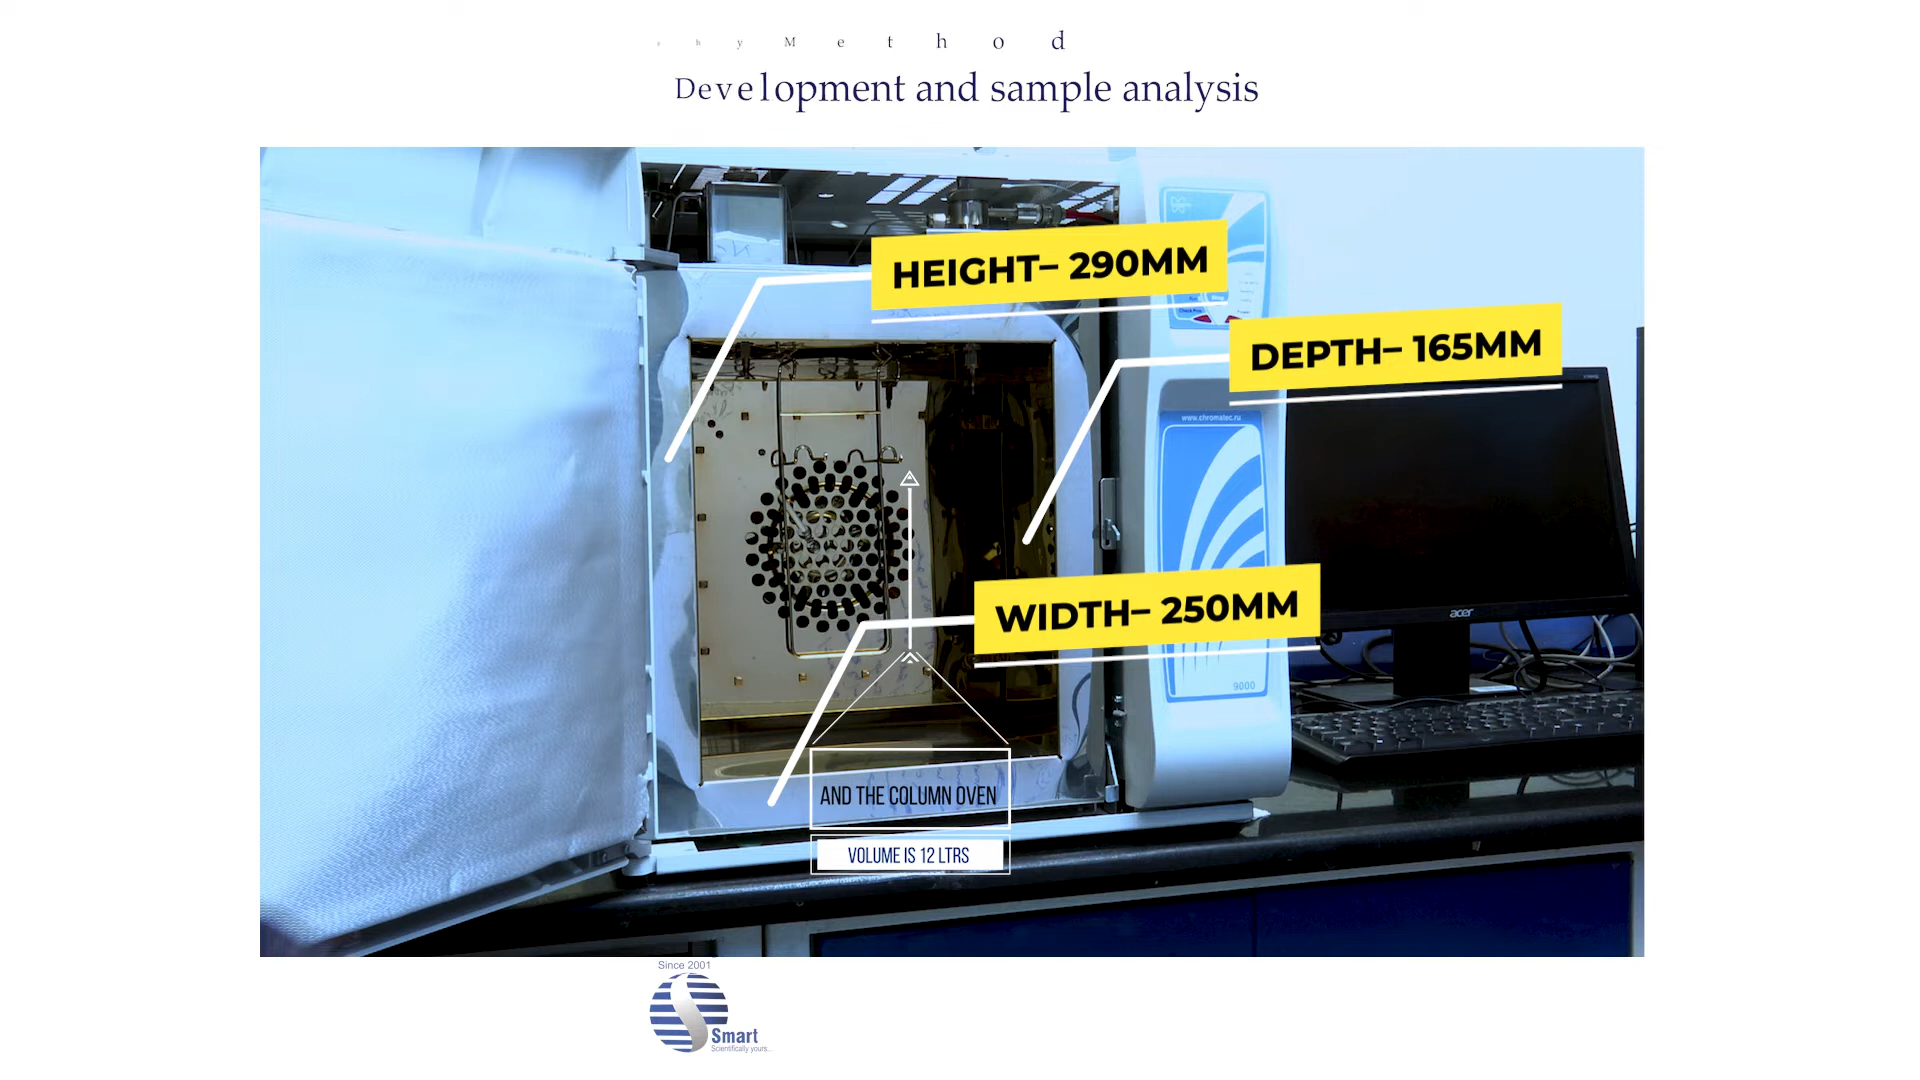 p h y M e t h o d
Development and sample analysis
HEIGHT– 290MM
DEPTH– 165MM
www.chromatec.ru
WIDTH– 250MM
acer
9000
AND THE COLUMN OVEN
VOLUME IS 12 LTRS
Since 2001
Smart
Scientifically yours...